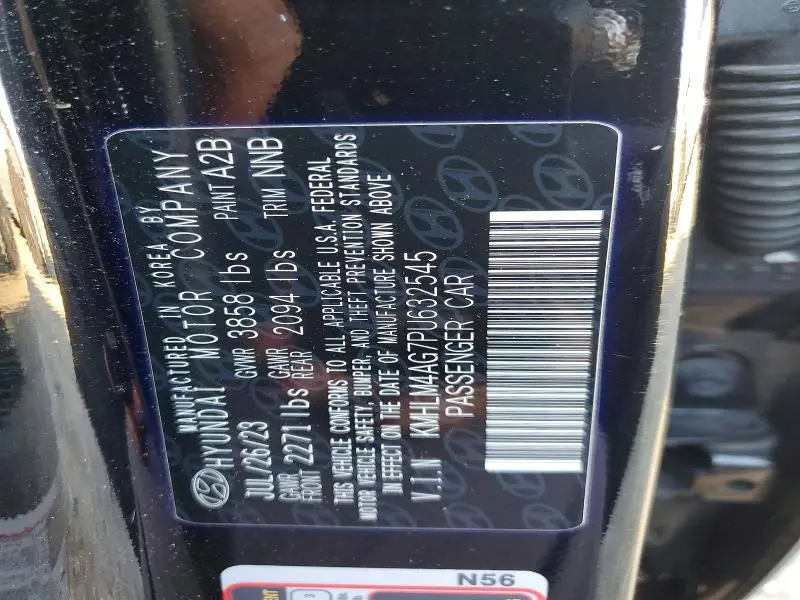 MANUFACTURED IN KOREA BY
HYUNDAI MOTOR COMPANY
JUL/26/23 GVWR 3858 lbs PAINT A2B
GAWR FRONT 2271 lbs GAWR REAR 2094 lbs TRIM NNB
THIS VEHICLE CONFORMS TO ALL APPLICABLE U.S.A. FEDERAL
MOTOR VEHICLE SAFETY, BUMPER, AND THEFT PREVENTION STANDARDS
IN EFFECT ON THE DATE OF MANUFACTURE SHOWN ABOVE
V.I.N KMHLM4AG7PU632545
PASSENGER CAR
N56